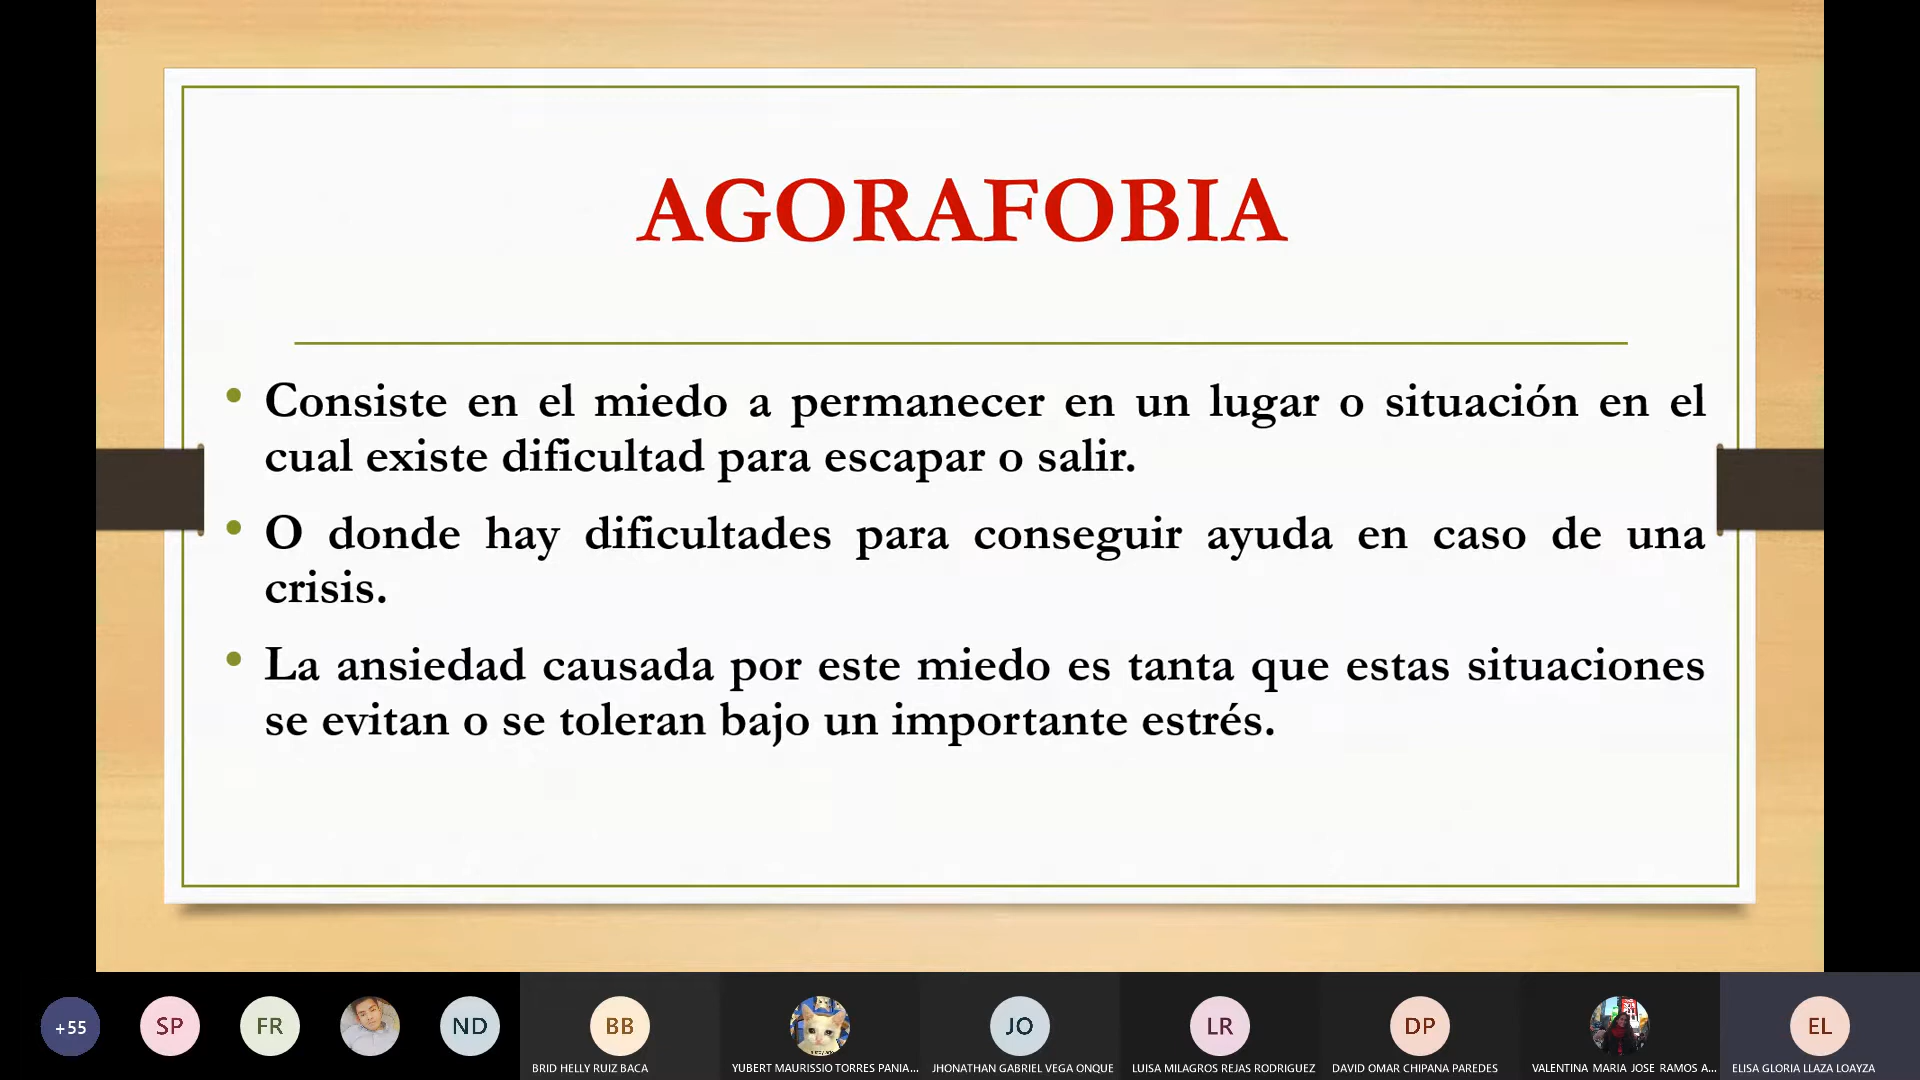 AGORAFOBIA
• Consiste en el miedo a permanecer en un lugar o situación en el
cual existe dificultad para escapar o salir.
• O donde hay dificultades para conseguir ayuda en caso de una
crisis.
• La ansiedad causada por este miedo es tanta que estas situaciones
se evitan o se toleran bajo un importante estrés.
+55
SP
FR
ND
BB
JO
LR
DP
EL
BRID HELLY RUIZ BACA
YUBERT MAURISSIO TORRES PANIA...
JHONATHAN GABRIEL VEGA ONQUE
LUISA MILAGROS REJAS RODRIGUEZ
DAVID OMAR CHIPANA PAREDES
VALENTINA MARIA JOSE RAMOS A...
ELISA GLORIA LLAZA LOAYZA